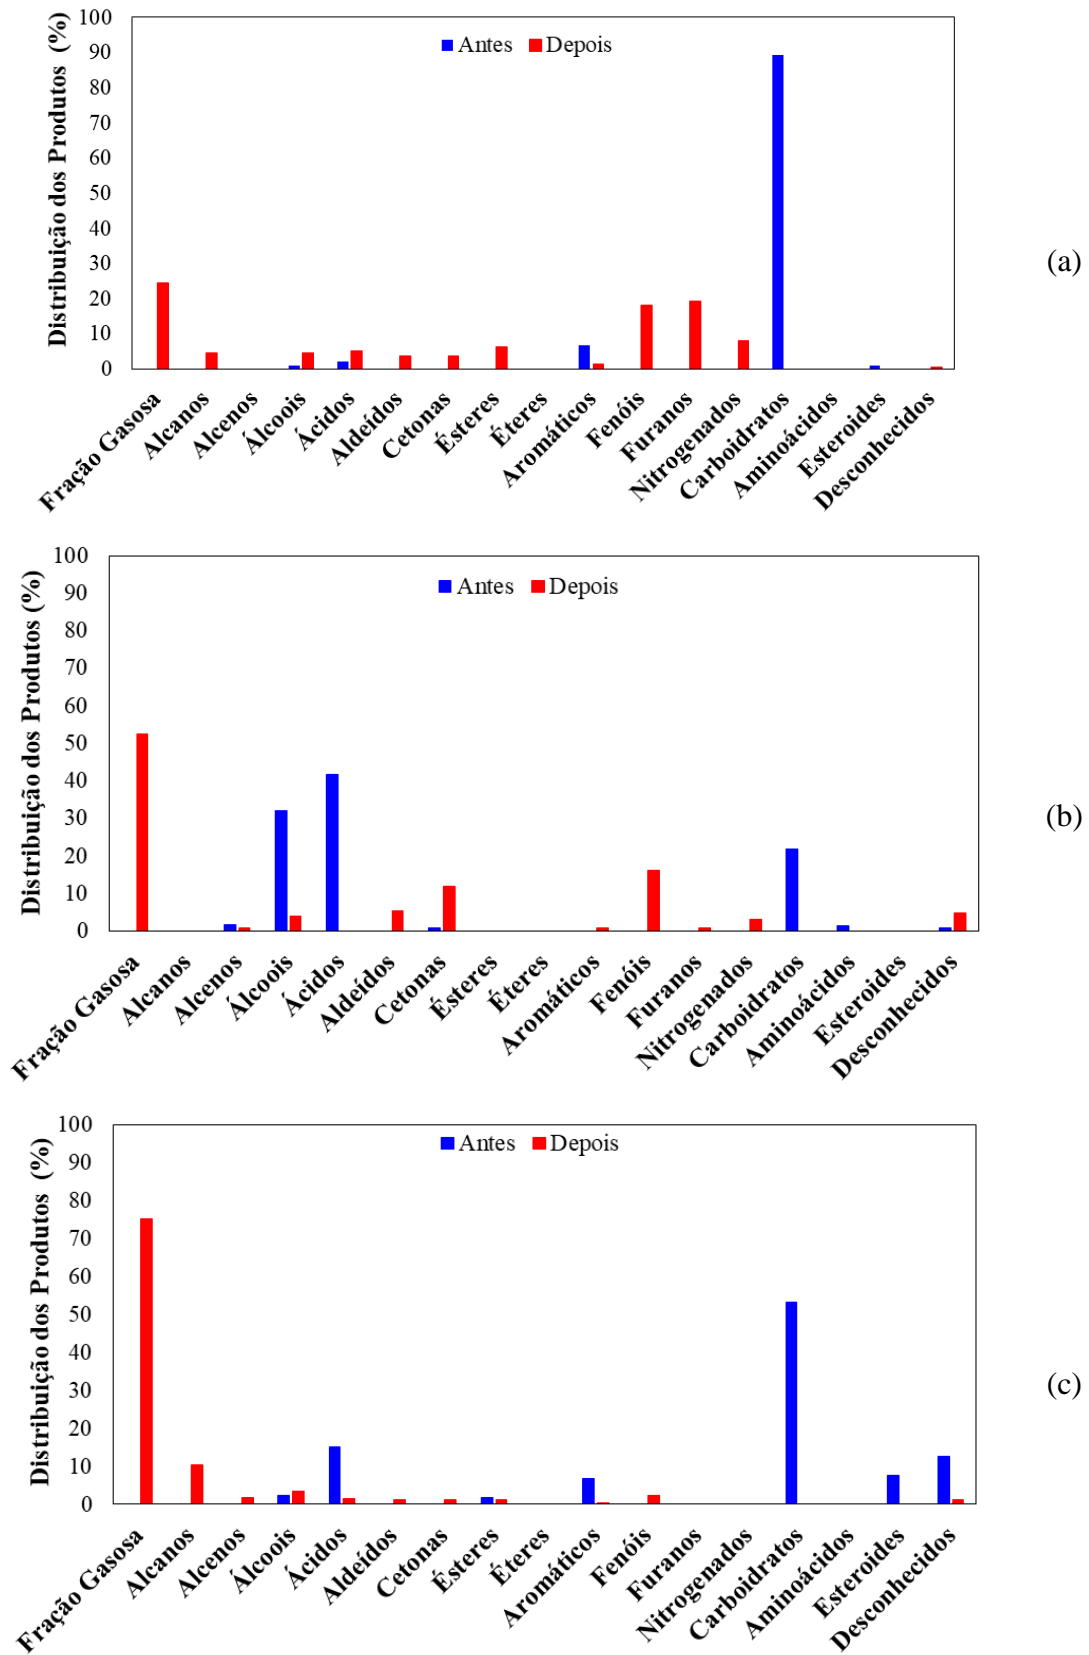 Distribuição dos Produtos (%)
100
90
80
70
60
50
40
30
20
10
0
Antes Depois
Fração Gasosa
Alcanos
Alcenos
Álcoois
Ácidos
Aldeídos
Cetonas
Ésteres
Éteres
Aromáticos
Fenóis
Furanos
Nitrogenados
Carboidratos
Aminoácidos
Esteroides
Desconhecidos
(a)
Distribuição dos Produtos (%)
100
90
80
70
60
50
40
30
20
10
0
Antes Depois
Fração Gasosa
Alcanos
Alcenos
Álcoois
Ácidos
Aldeídos
Cetonas
Ésteres
Éteres
Aromáticos
Fenóis
Furanos
Nitrogenados
Carboidratos
Aminoácidos
Esteroides
Desconhecidos
(b)
Distribuição dos Produtos (%)
100
90
80
70
60
50
40
30
20
10
0
Antes Depois
Fração Gasosa
Alcanos
Alcenos
Álcoois
Ácidos
Aldeídos
Cetonas
Ésteres
Éteres
Aromáticos
Fenóis
Furanos
Nitrogenados
Carboidratos
Aminoácidos
Esteroides
Desconhecidos
(c)